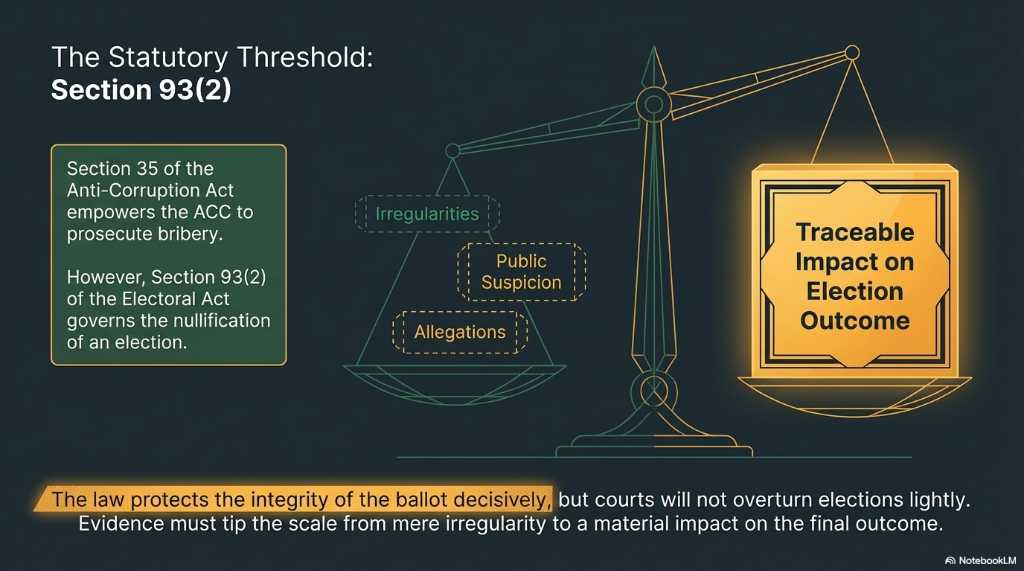 The Statutory Threshold:
Section 93(2)
Section 35 of the
Anti-Corruption Act
empowers the ACC to
prosecute bribery.
However, Section 93(2)
of the Electoral Act
governs the nullification
of an election.
Irregularities
Public
Suspicion
Allegations
Traceable
Impact on
Election
Outcome
The law protects the integrity of the ballot decisively, but courts will not overturn elections lightly.
Evidence must tip the scale from mere irregularity to a material impact on the final outcome.
NotebookLM